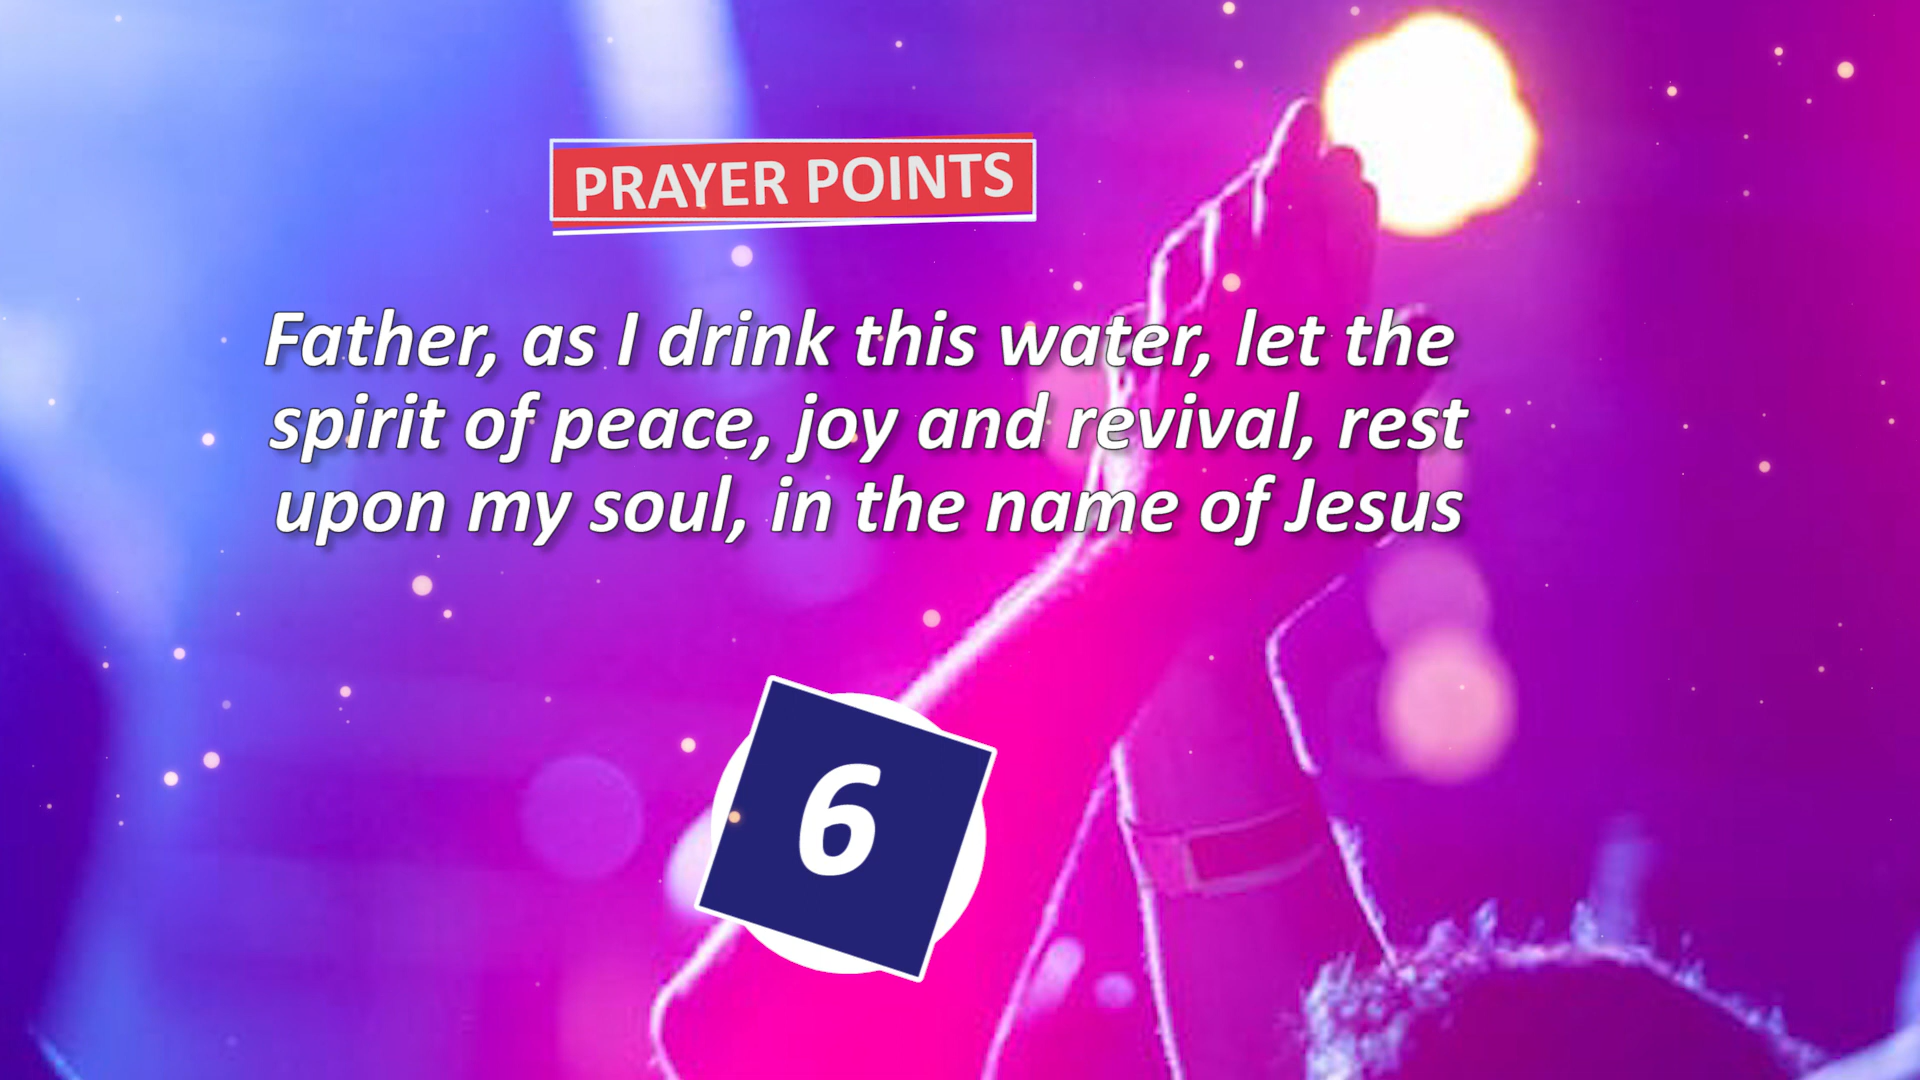 PRAYER POINTS
Father, as I drink this water, let the
spirit of peace, joy and revival, rest
upon my soul, in the name of Jesus
6